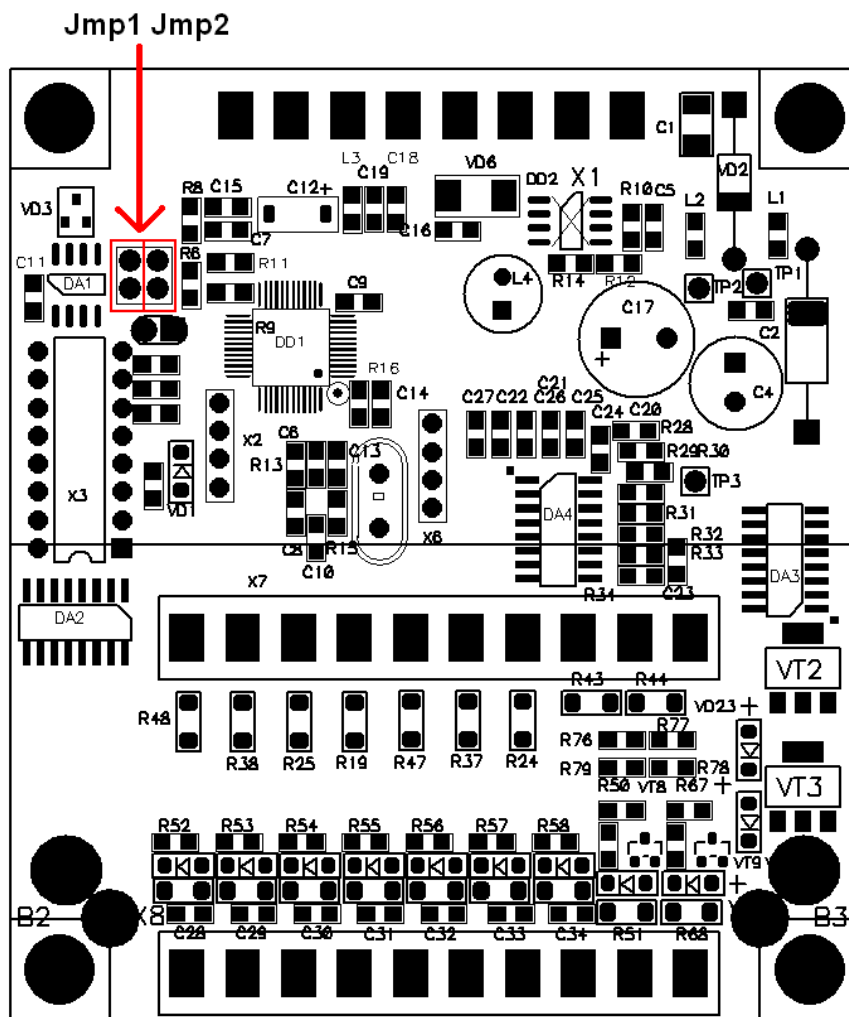 Jmp1 Jmp2
C1
VD2
L3 C19 C18
R8 C15 C12+
VD6
DD2 X1
R10 C5 L2 L1
VD3
C7
C16
C11
DA1
R6 R11
L4
R14 R12
TP2 TP1
C9
C17
R9
DD1
C2
+
R16
C14
C4
C27 C22 C21 C26 C25
C24 C20
R28
X2
C6
R13 C13
R29 R30
X3
VD1
TP3
DA4
R31
R32
R33
C8 R15
X6
C10
X7
R34 C23
DA3
DA2
VT2
R43 R44
R48
VD23 +
R77
R76
R38 R25 R19 R47 R37 R24
R79
R78
VT3
R50 VT8 R67 +
R52 R53 R54 R55 R56 R57 R58
VT9
+
B2 X8
B3
C28 C29 C30 C31 C32 C33 C34 R51 R68